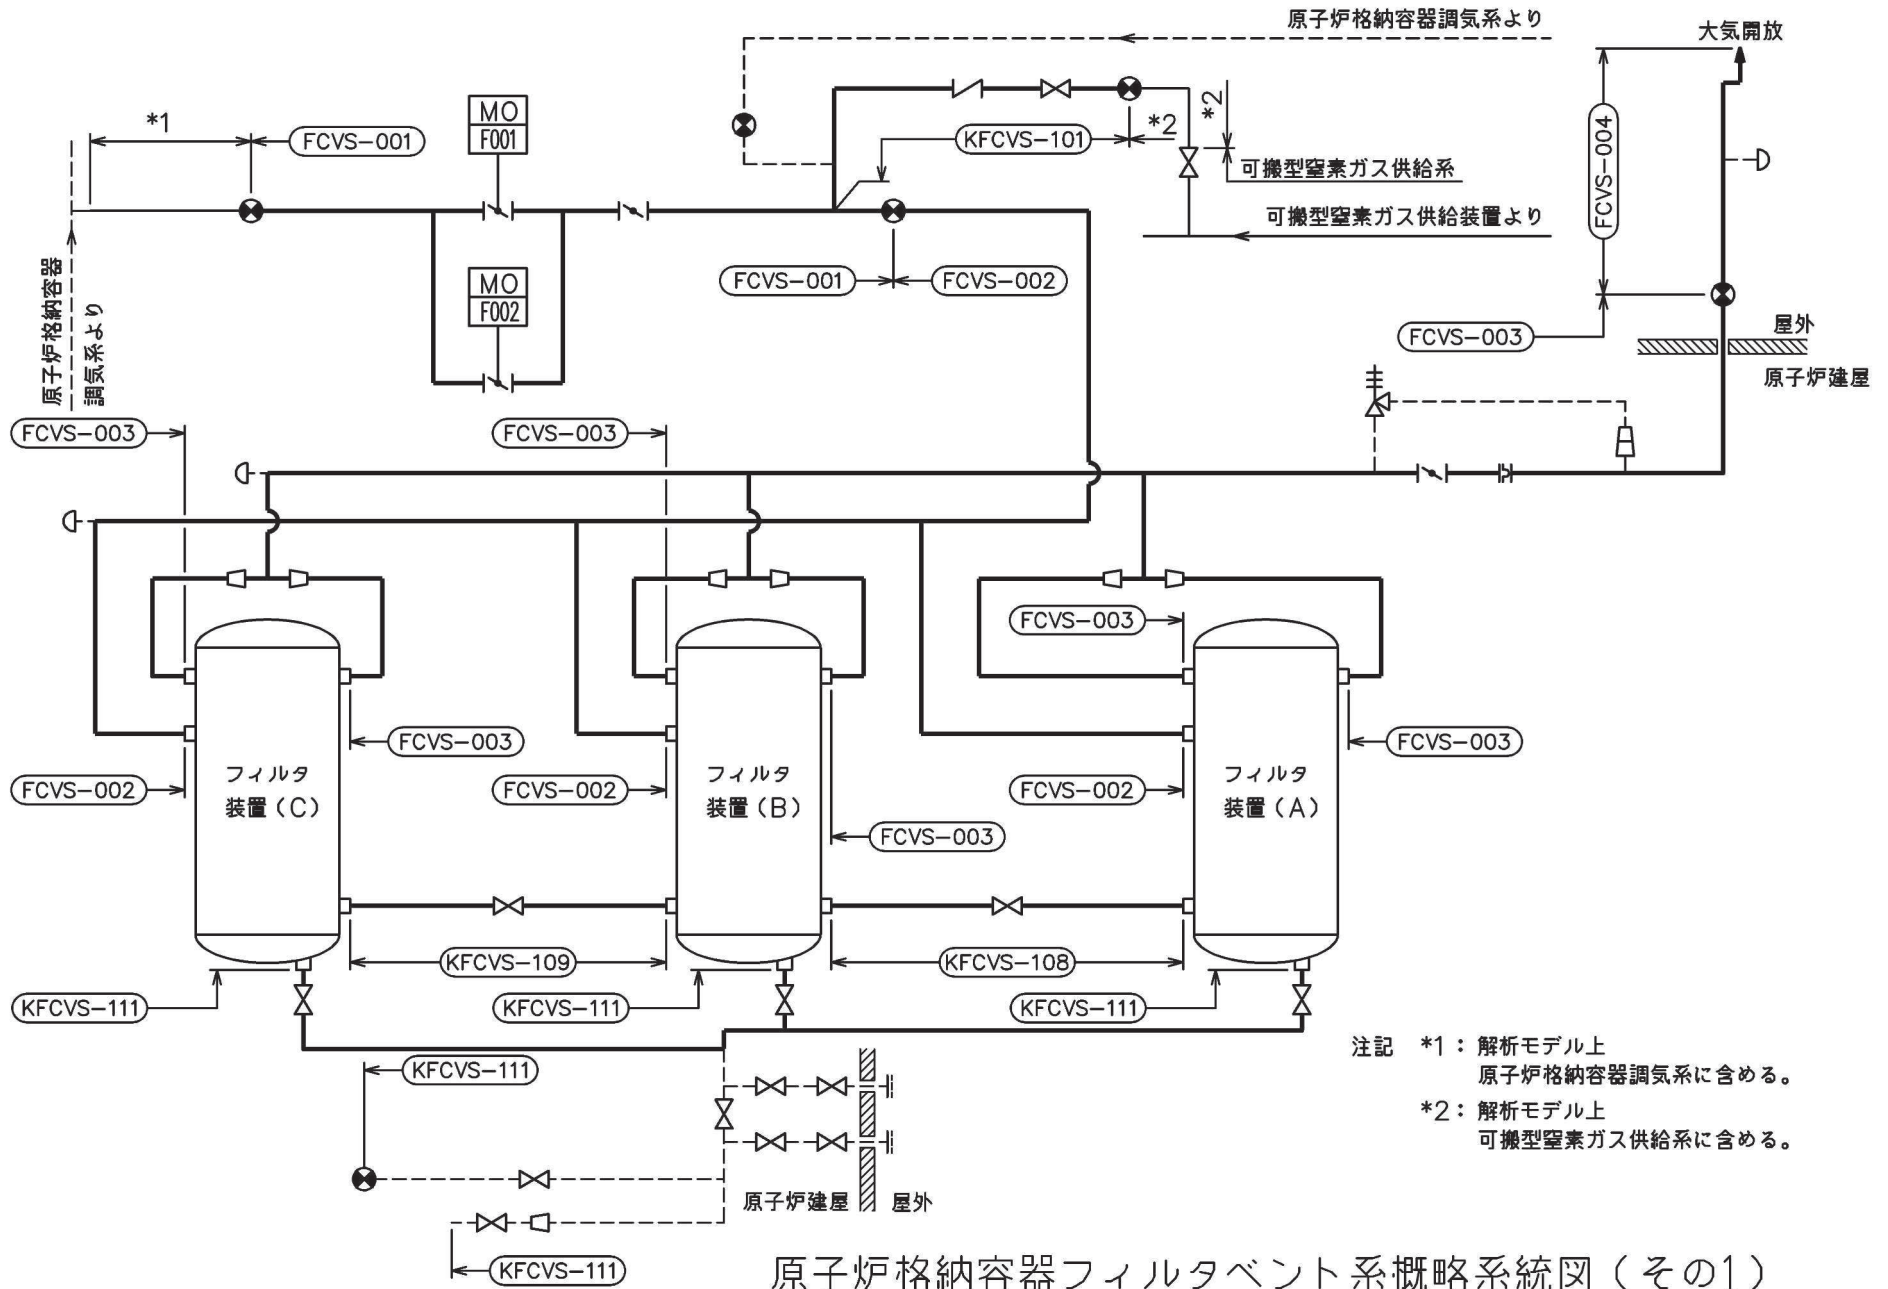 原子炉格納容器調気系より
大気開放
*1
FCVS-001
MO
F001
KFCVS-101
*2
*2
可搬型窒素ガス供給系
可搬型窒素ガス供給装置より
FCVS-004
原子炉格納容器
調気系より
MO
F002
FCVS-001
FCVS-002
FCVS-003
屋外
原子炉建屋
FCVS-003
FCVS-003
FCVS-003
FCVS-003
FCVS-003
FCVS-002
フィルタ
装置(C)
FCVS-002
フィルタ
装置(B)
FCVS-003
FCVS-002
フィルタ
装置(A)
KFCVS-109
KFCVS-108
KFCVS-111
KFCVS-111
KFCVS-111
KFCVS-111
原子炉建屋
屋外
KFCVS-111
注記 *1:解析モデル上
原子炉格納容器調気系に含める。
*2:解析モデル上
可搬型窒素ガス供給系に含める。
原子炉格納容器フィルタベント系概略系統図(その1)